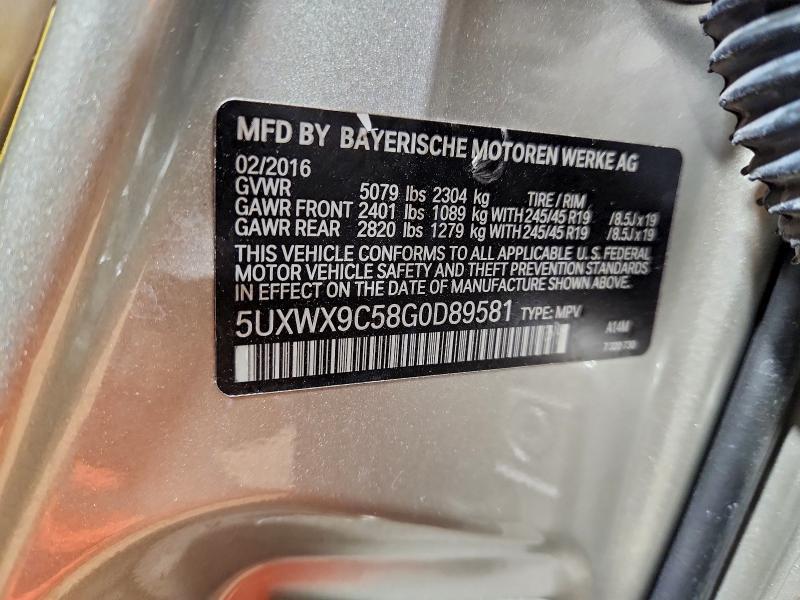 MFD BY BAYERISCHE MOTOREN WERKE AG
02/2016
GVWR 5079 lbs 2304 kg TIRE / RIM
GAWR FRONT 2401 lbs 1089 kg WITH 245/45 R19 /8.5J x 19
GAWR REAR 2820 lbs 1279 kg WITH 245/45 R19 /8.5J x 19
THIS VEHICLE CONFORMS TO ALL APPLICABLE U.S. FEDERAL
MOTOR VEHICLE SAFETY AND THEFT PREVENTION STANDARDS
IN EFFECT ON THE DATE OF MANUFACTURE SHOWN ABOVE.
5UXWX9C58G0D89581 TYPE: MPV
A14M